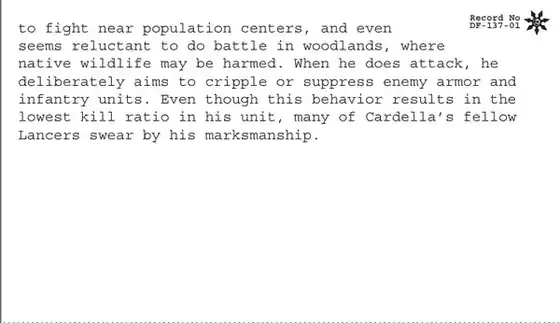 Record No
DF-137-01
to fight near population centers, and even
seems reluctant to do battle in woodlands, where
native wildlife may be harmed. When he does attack, he
deliberately aims to cripple or suppress enemy armor and
infantry units. Even though this behavior results in the
lowest kill ratio in his unit, many of Cardella’s fellow
Lancers swear by his marksmanship.